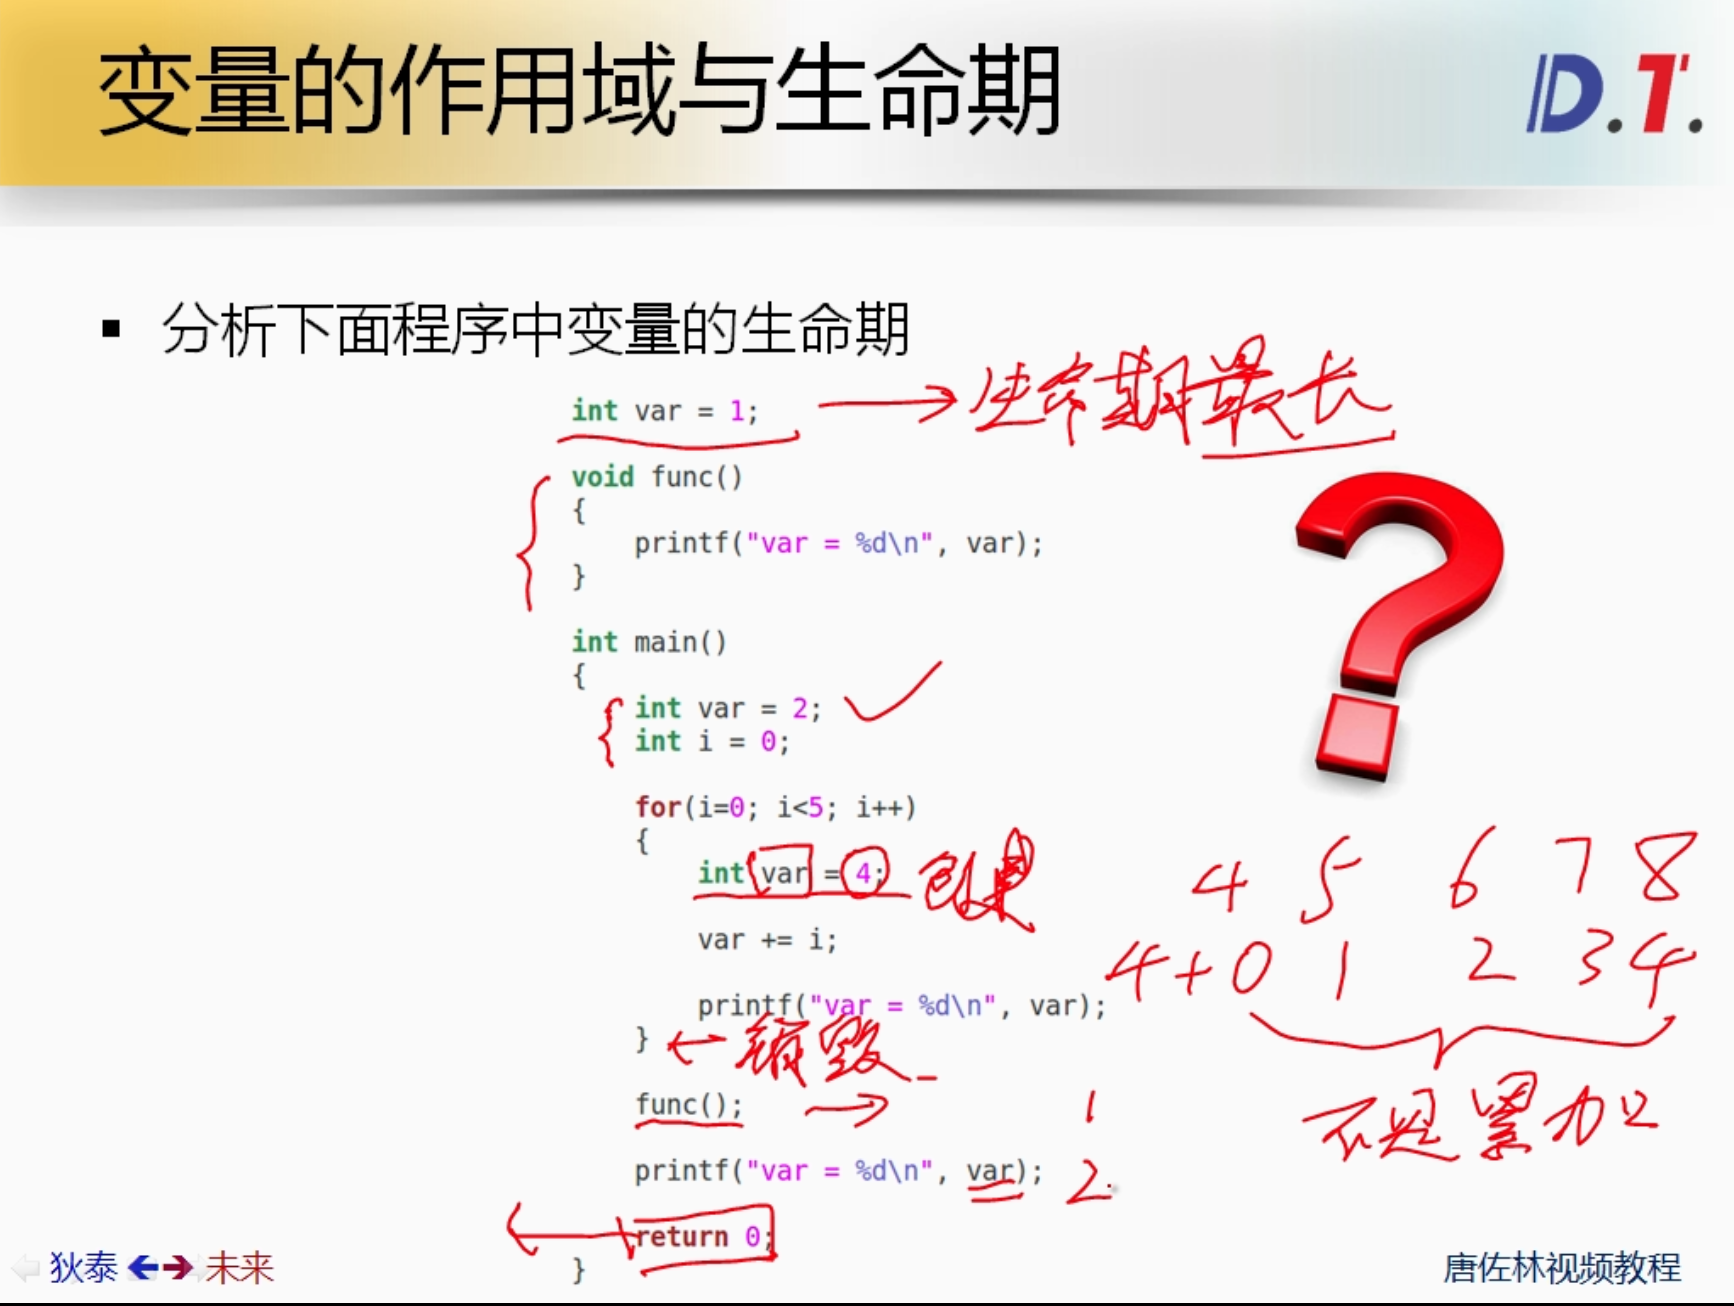 变量的作用域与生命期
D.T.
▪ 分析下面程序中变量的生命期
int var = 1; → 生命期最长
void func()
{
printf("var = %d\n", var);
}
int main()
{
int var = 2;
int i = 0;
for(i=0; i<5; i++)
{
int var = 4;
4 5 6 7 8
var += i;
4+0 1 2 3 4
printf("var = %d\n", var);
} ← 销毁
func(); → 1
不是累加
printf("var = %d\n", var); 2
return 0;
}
狄泰 未来
唐佐林视频教程